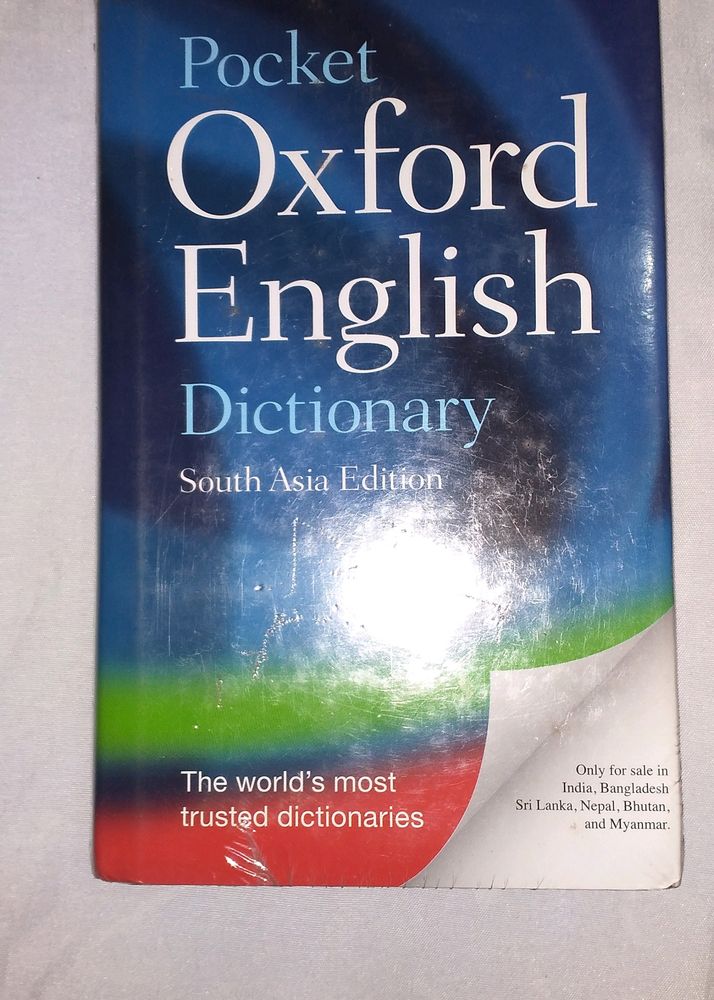 Pocket
Oxford
English
Dictionary
South Asia Edition
The world's most
trusted dictionaries
Only for sale in
India, Bangladesh
Sri Lanka, Nepal, Bhutan,
and Myanmar.